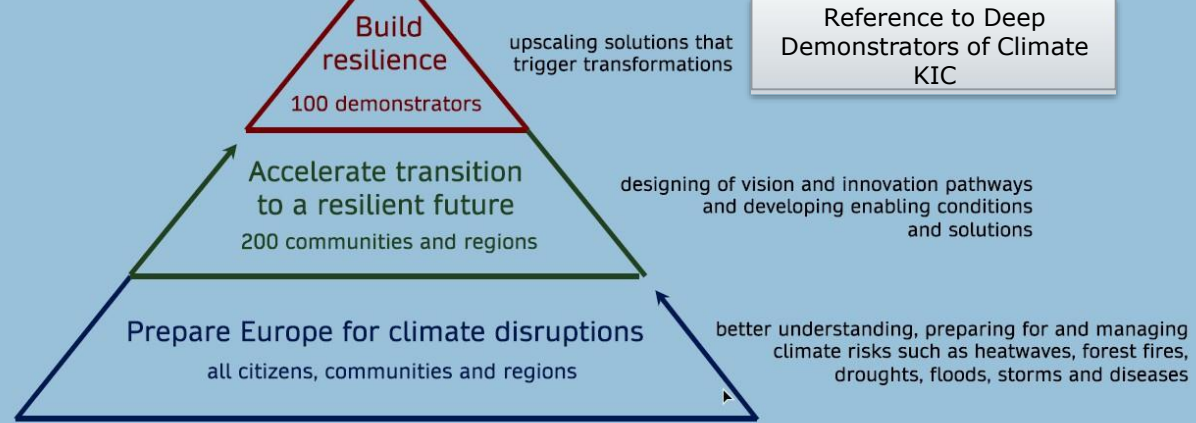 Build
resilience
100 demonstrators
upscaling solutions that
trigger transformations
Reference to Deep
Demonstrators of Climate
KIC
Accelerate transition
to a resilient future
200 communities and regions
designing of vision and innovation pathways
and developing enabling conditions
and solutions
Prepare Europe for climate disruptions
all citizens, communities and regions
better understanding, preparing for and managing
climate risks such as heatwaves, forest fires,
droughts, floods, storms and diseases